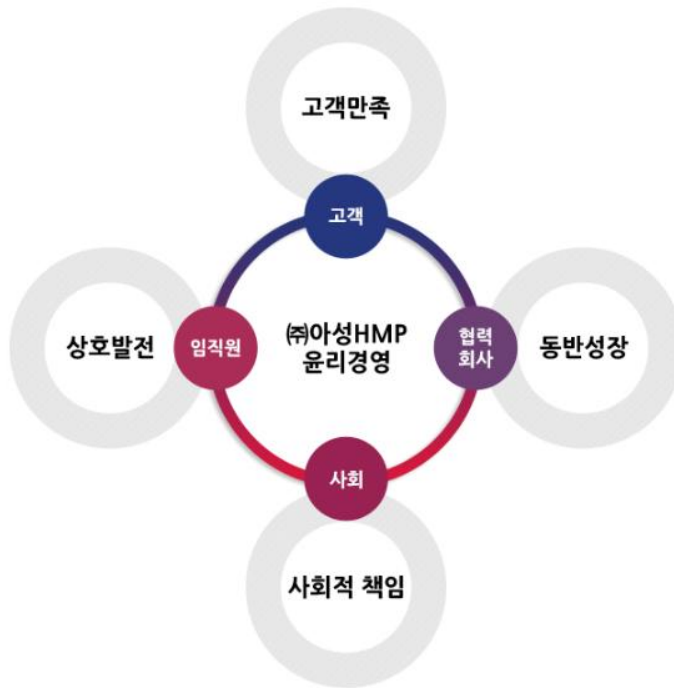 고객만족
고객
상호발전
임직원
㈜아성HMP
윤리경영
협력
회사
동반성장
사회
사회적 책임